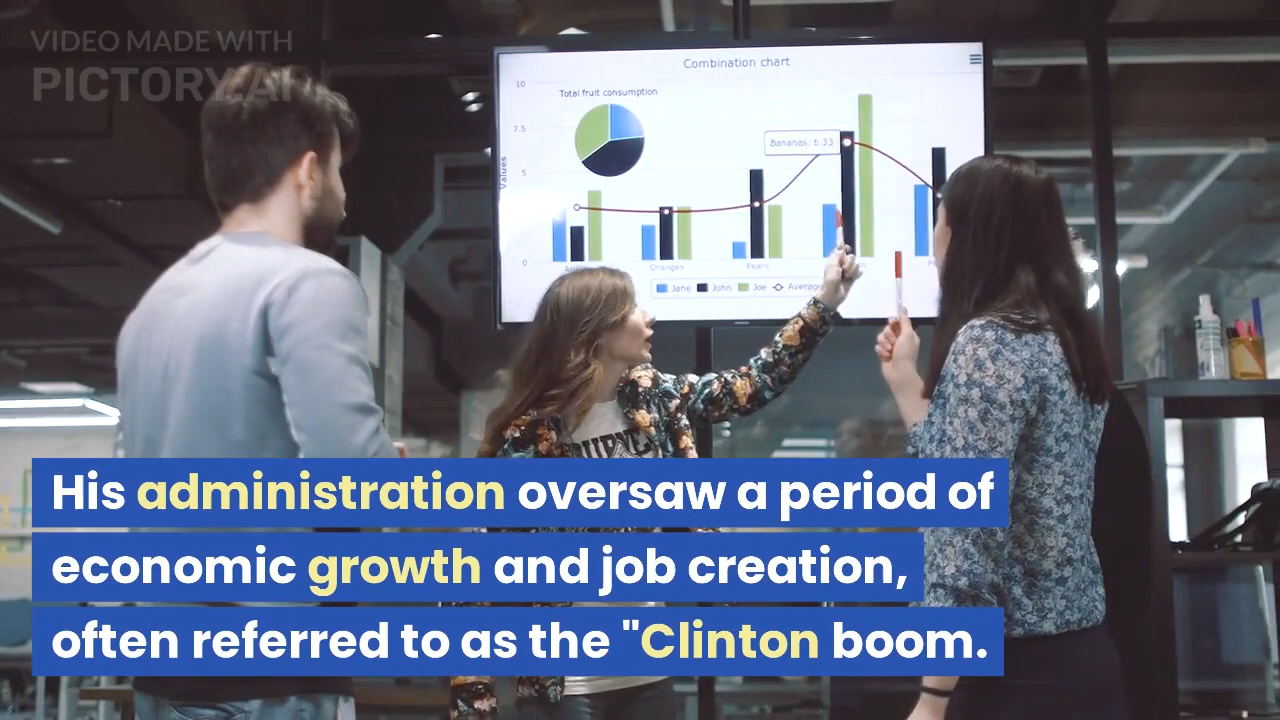 VIDEO MADE WITH
PICTORY.AI
Combination chart
Total fruit consumption
10
7.5
5
0
Values
Bananas: 6.33
Oranges
Pears
Jane John Joe Average
His administration oversaw a period of
economic growth and job creation,
often referred to as the "Clinton boom.